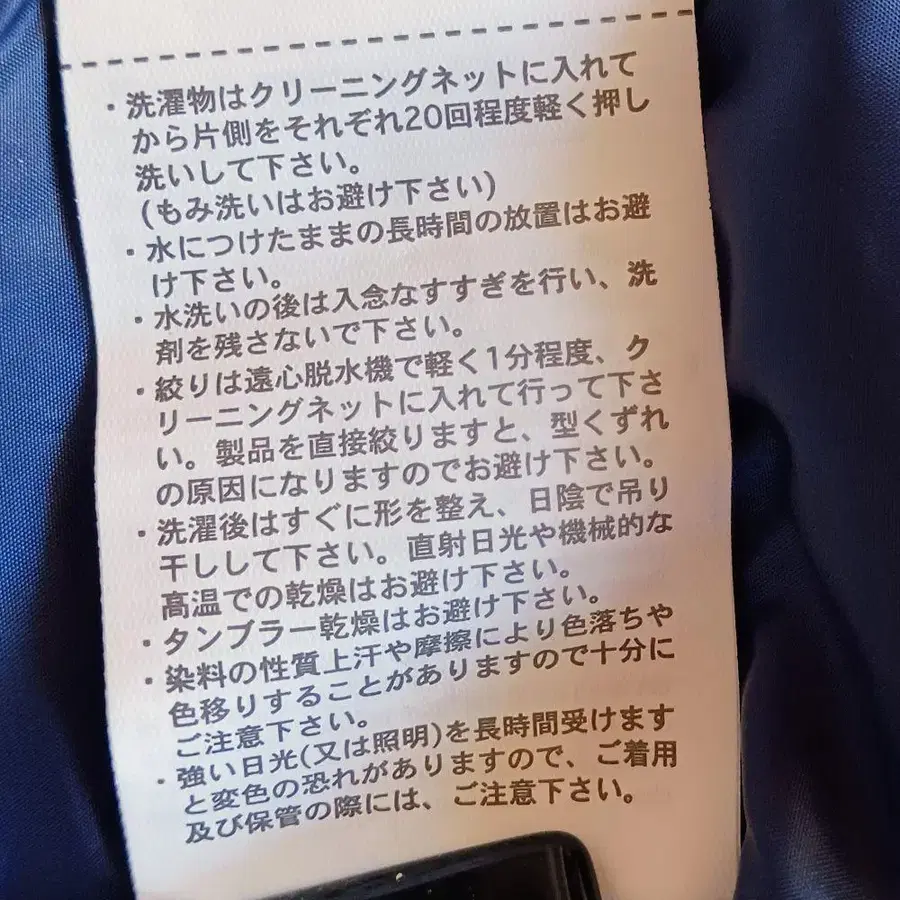 ・洗濯物はクリーニングネットに入れて
から片側をそれぞれ20回程度軽く押し
洗いして下さい。
(もみ洗いはお避け下さい)
・水につけたままの長時間の放置はお避
け下さい。
・水洗いの後は入念なすすぎを行い、洗
剤を残さないで下さい。
・絞りは遠心脱水機で軽く1分程度、ク
リーニングネットに入れて行って下さ
い。製品を直接絞りますと、型くずれ
の原因になりますのでお避け下さい。
・洗濯後はすぐに形を整え、日陰で吊り
干しして下さい。直射日光や機械的な
高温での乾燥はお避け下さい。
・タンブラー乾燥はお避け下さい。
・染料の性質上汗や摩擦により色落ちや
色移りすることがありますので十分に
ご注意下さい。
・強い日光(又は照明)を長時間受けます
と変色の恐れがありますので、ご着用
及び保管の際には、ご注意下さい。